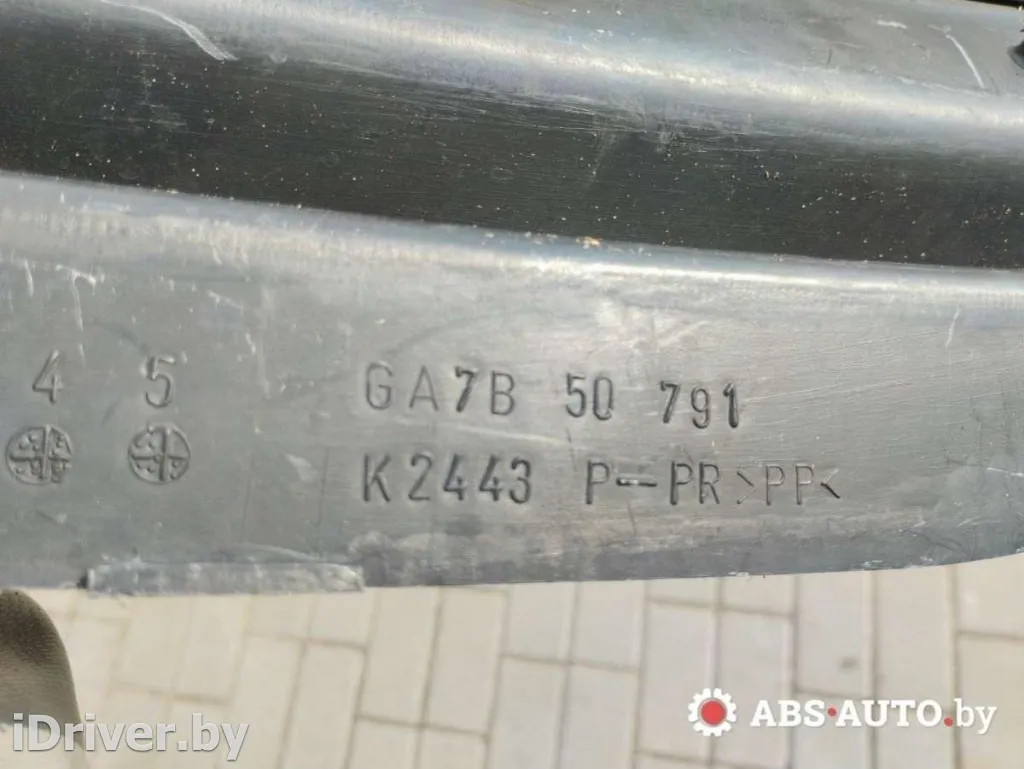 4 5 GA7B 50 791
K2443 P-PR >PP<
ABS-AUTO.by
iDriver.by